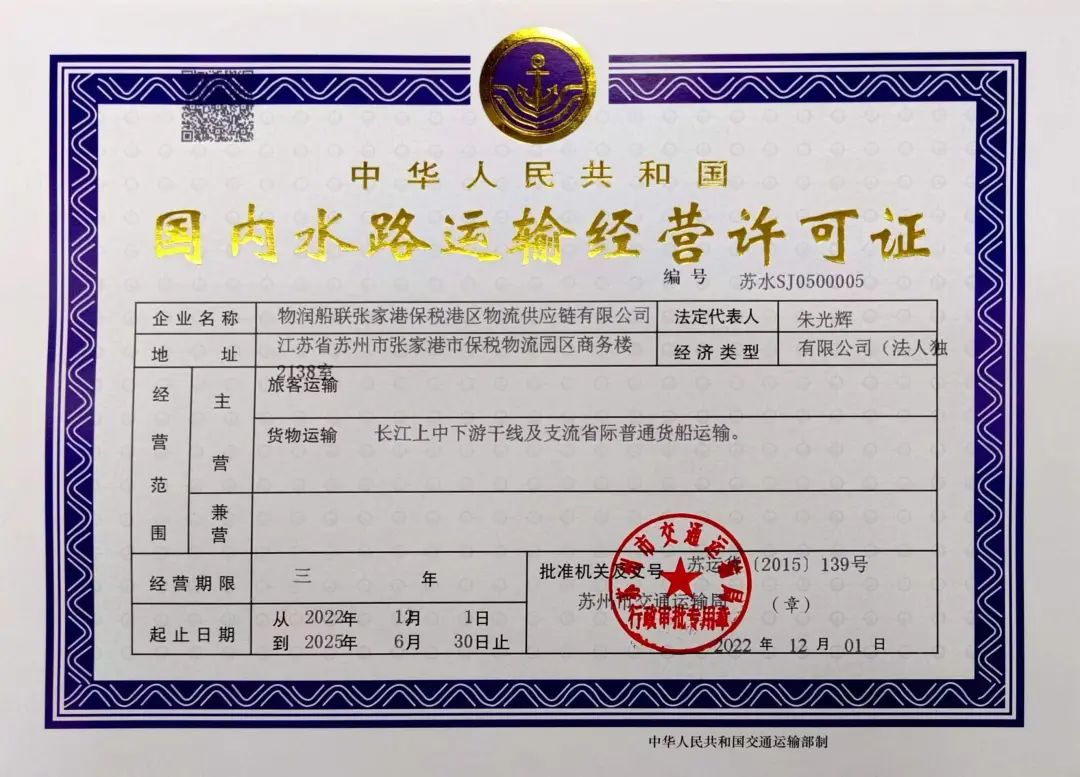 中华人民共和国
国内水路运输经营许可证
编号 苏水SJ0500005
企业名称 物润船联张家港保税港区物流供应链有限公司 法定代表人 朱光辉
地址 江苏省苏州市张家港市保税物流园区商务楼2138室 经济类型 有限公司（法人独
经营范围
主营
旅客运输
货物运输 长江上中下游干线及支流省际普通货船运输。
兼营
经营期限 三 年
批准机关及文号 苏运货〔2015〕139号
苏州市交通运输局 （章）
苏州市交通运输局
行政审批专用章
起止日期
从 2022年 12月 1日
到 2025年 6月 30日止
2022 年 12 月 01 日
中华人民共和国交通运输部制